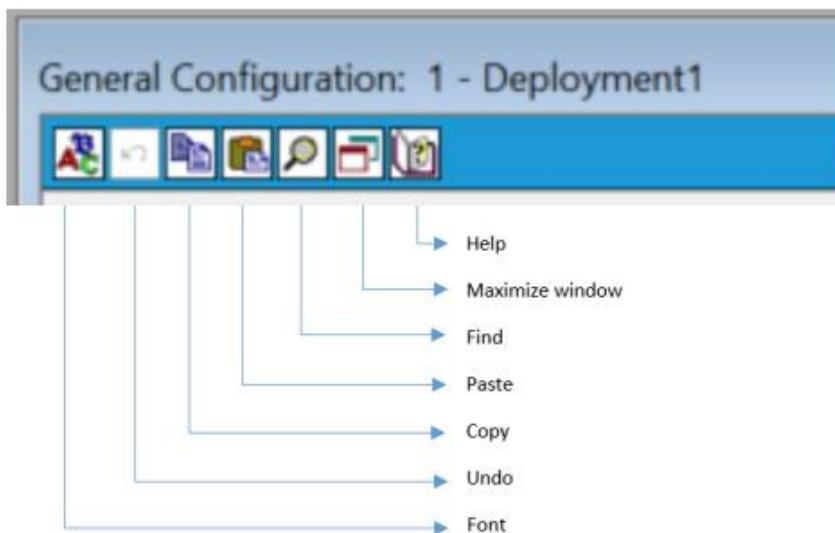 General Configuration: 1 - Deployment1
Help
Maximize window
Find
Paste
Copy
Undo
Font